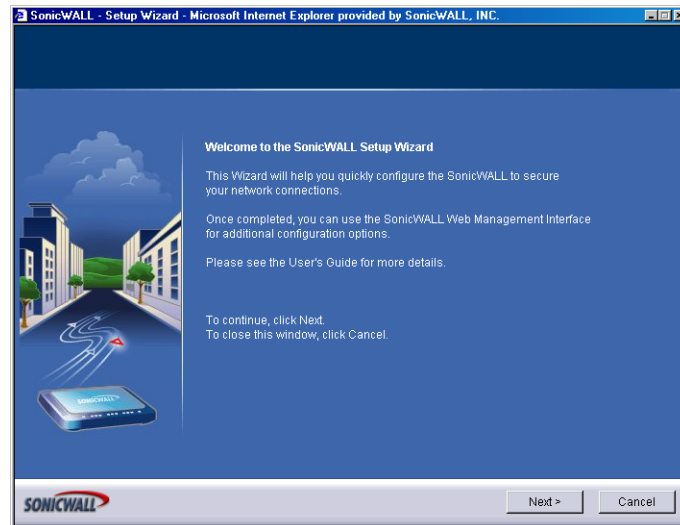 SonicWALL - Setup Wizard - Microsoft Internet Explorer provided by SonicWALL, INC.
Welcome to the SonicWALL Setup Wizard
This Wizard will help you quickly configure the SonicWALL to secure
your network connections.
Once completed, you can use the SonicWALL Web Management Interface
for additional configuration options.
Please see the User's Guide for more details.
To continue, click Next.
To close this window, click Cancel.
SONICWALL
SONICWALL
Next >
Cancel